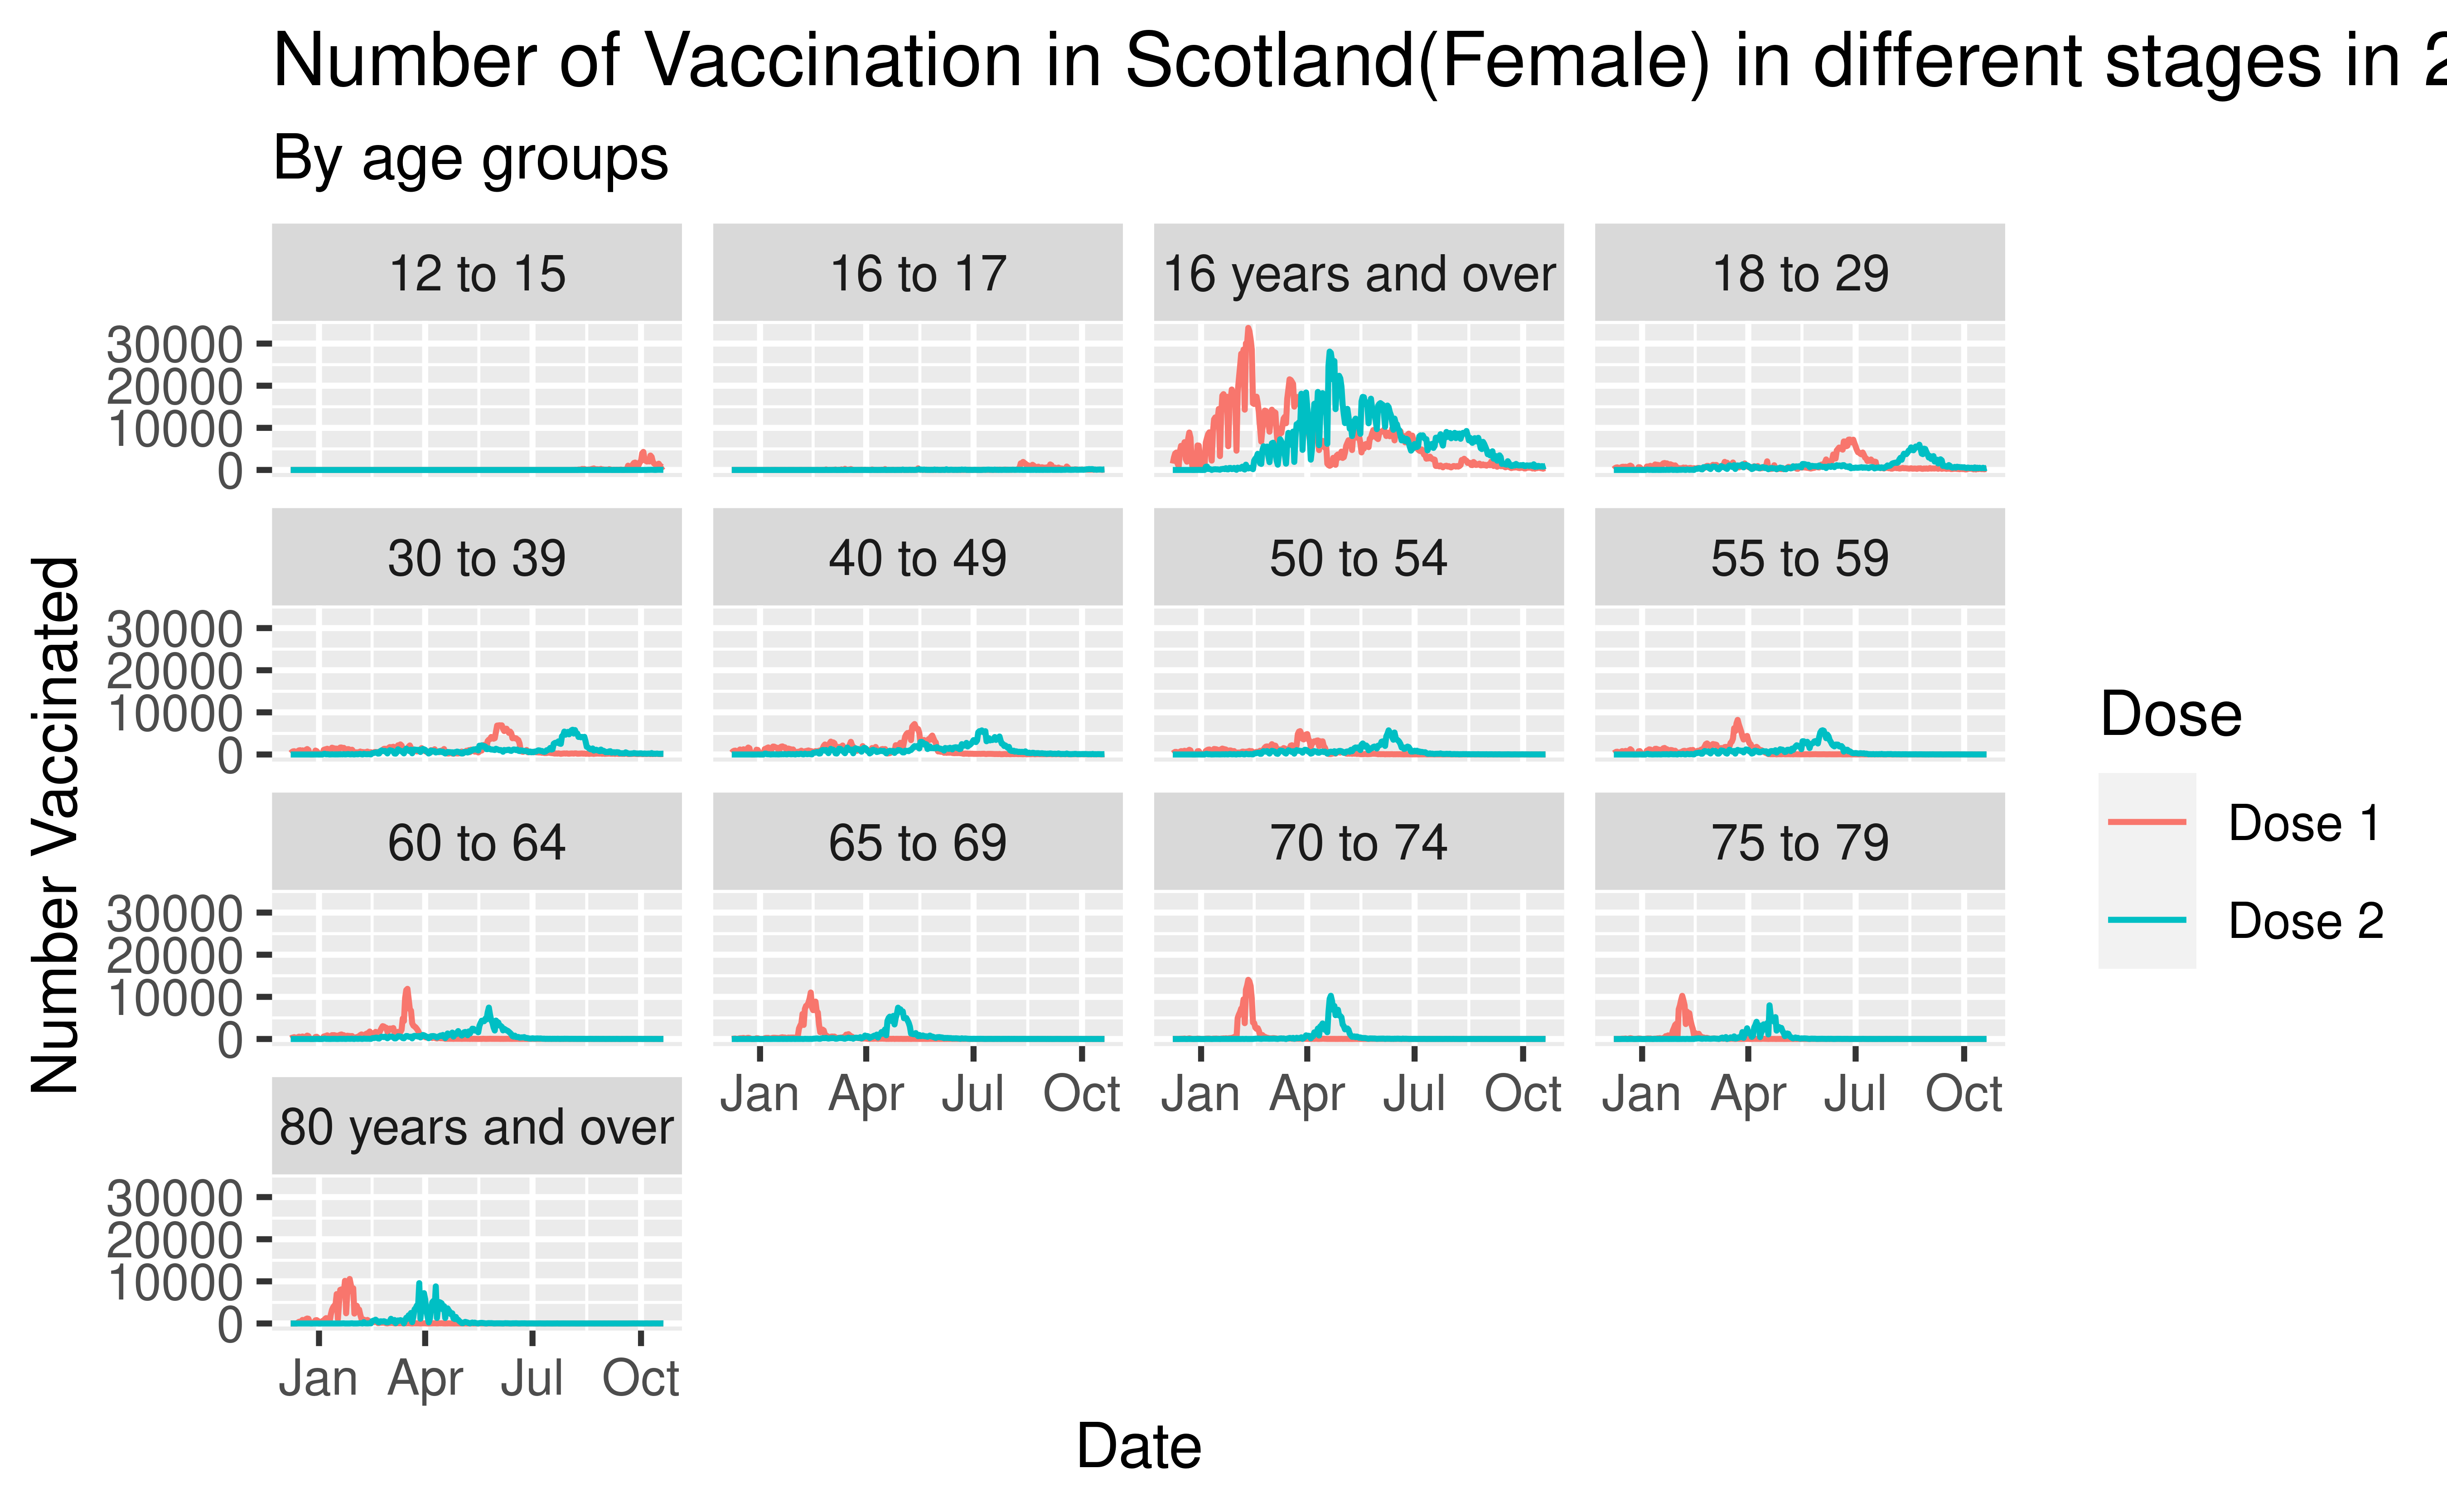 Number of Vaccination in Scotland(Female) in different stages in 2
By age groups
12 to 15
16 to 17
16 years and over
18 to 29
30000
20000
10000
0
30 to 39
40 to 49
50 to 54
55 to 59
30000
20000
10000
0
60 to 64
65 to 69
70 to 74
75 to 79
30000
20000
10000
0
Jan Apr Jul Oct
Jan Apr Jul Oct
Jan Apr Jul Oct
80 years and over
30000
20000
10000
0
Jan Apr Jul Oct
Date
Number Vaccinated
Dose
Dose 1
Dose 2